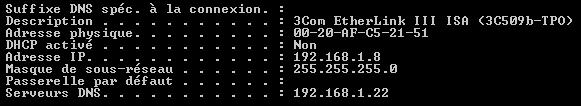 Suffixe DNS spéc. à la connexion. :
Description . . . . . . . . . . . : 3Com EtherLink III ISA (3C509b-TPO)
Adresse physique. . . . . . . . . : 00-20-AF-C5-21-51
DHCP activé . . . . . . . . . . . : Non
Adresse IP. . . . . . . . . . . . : 192.168.1.8
Masque de sous-réseau . . . . . . : 255.255.255.0
Passerelle par défaut . . . . . . :
Serveurs DNS. . . . . . . . . . . : 192.168.1.22